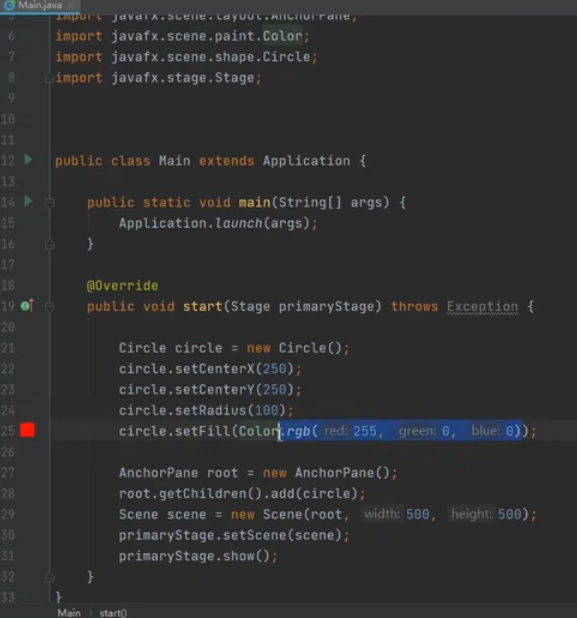 Main.java
5 import javafx.scene.layout.AnchorPane;
6 import javafx.scene.paint.Color;
7 import javafx.scene.shape.Circle;
8 import javafx.stage.Stage;
9
10
11
12 public class Main extends Application {
13
14 public static void main(String[] args) {
15 Application.launch(args);
16 }
17
18 @Override
19 public void start(Stage primaryStage) throws Exception {
20
21 Circle circle = new Circle();
22 circle.setCenterX(250);
23 circle.setCenterY(250);
24 circle.setRadius(100);
25 circle.setFill(Color.rgb( red: 255, green: 0, blue: 0));
26
27 AnchorPane root = new AnchorPane();
28 root.getChildren().add(circle);
29 Scene scene = new Scene(root, width: 500, height: 500);
30 primaryStage.setScene(scene);
31 primaryStage.show();
32 }
33 }
Main > start()